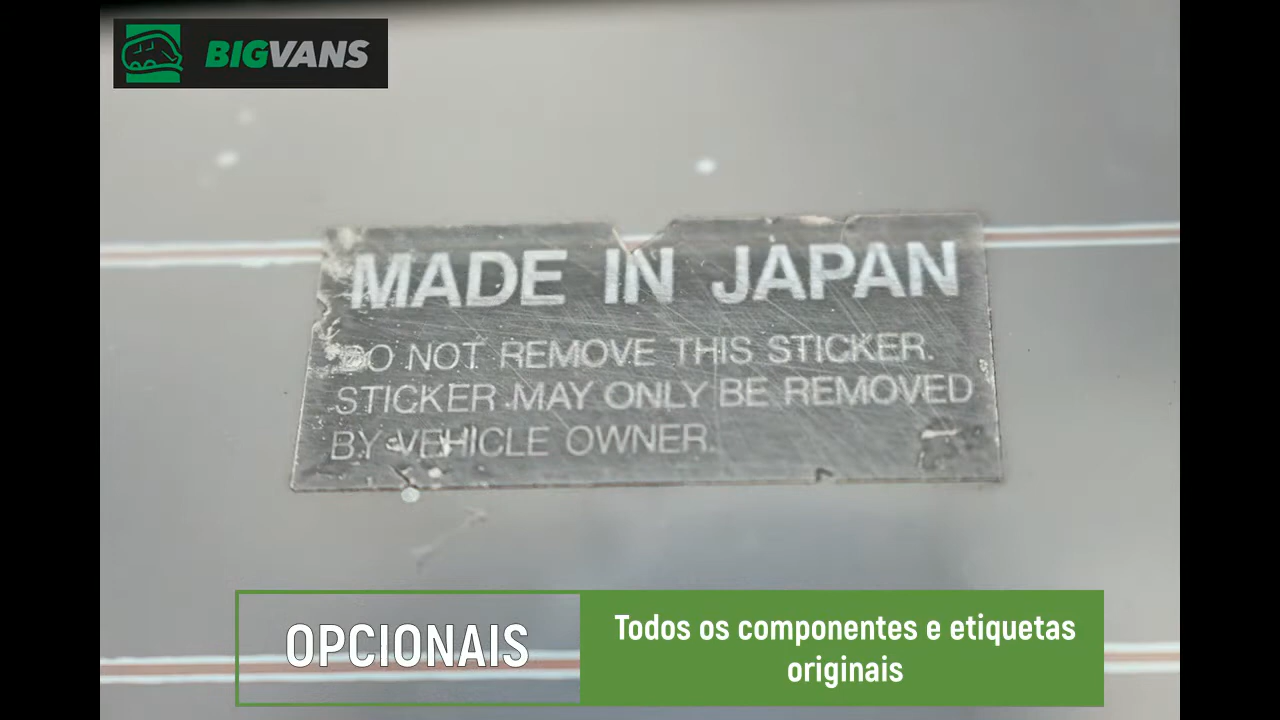 BIGVANS
MADE IN JAPAN
DO NOT REMOVE THIS STICKER.
STICKER MAY ONLY BE REMOVED
BY VEHICLE OWNER.
OPCIONAIS
Todos os componentes e etiquetas
originais